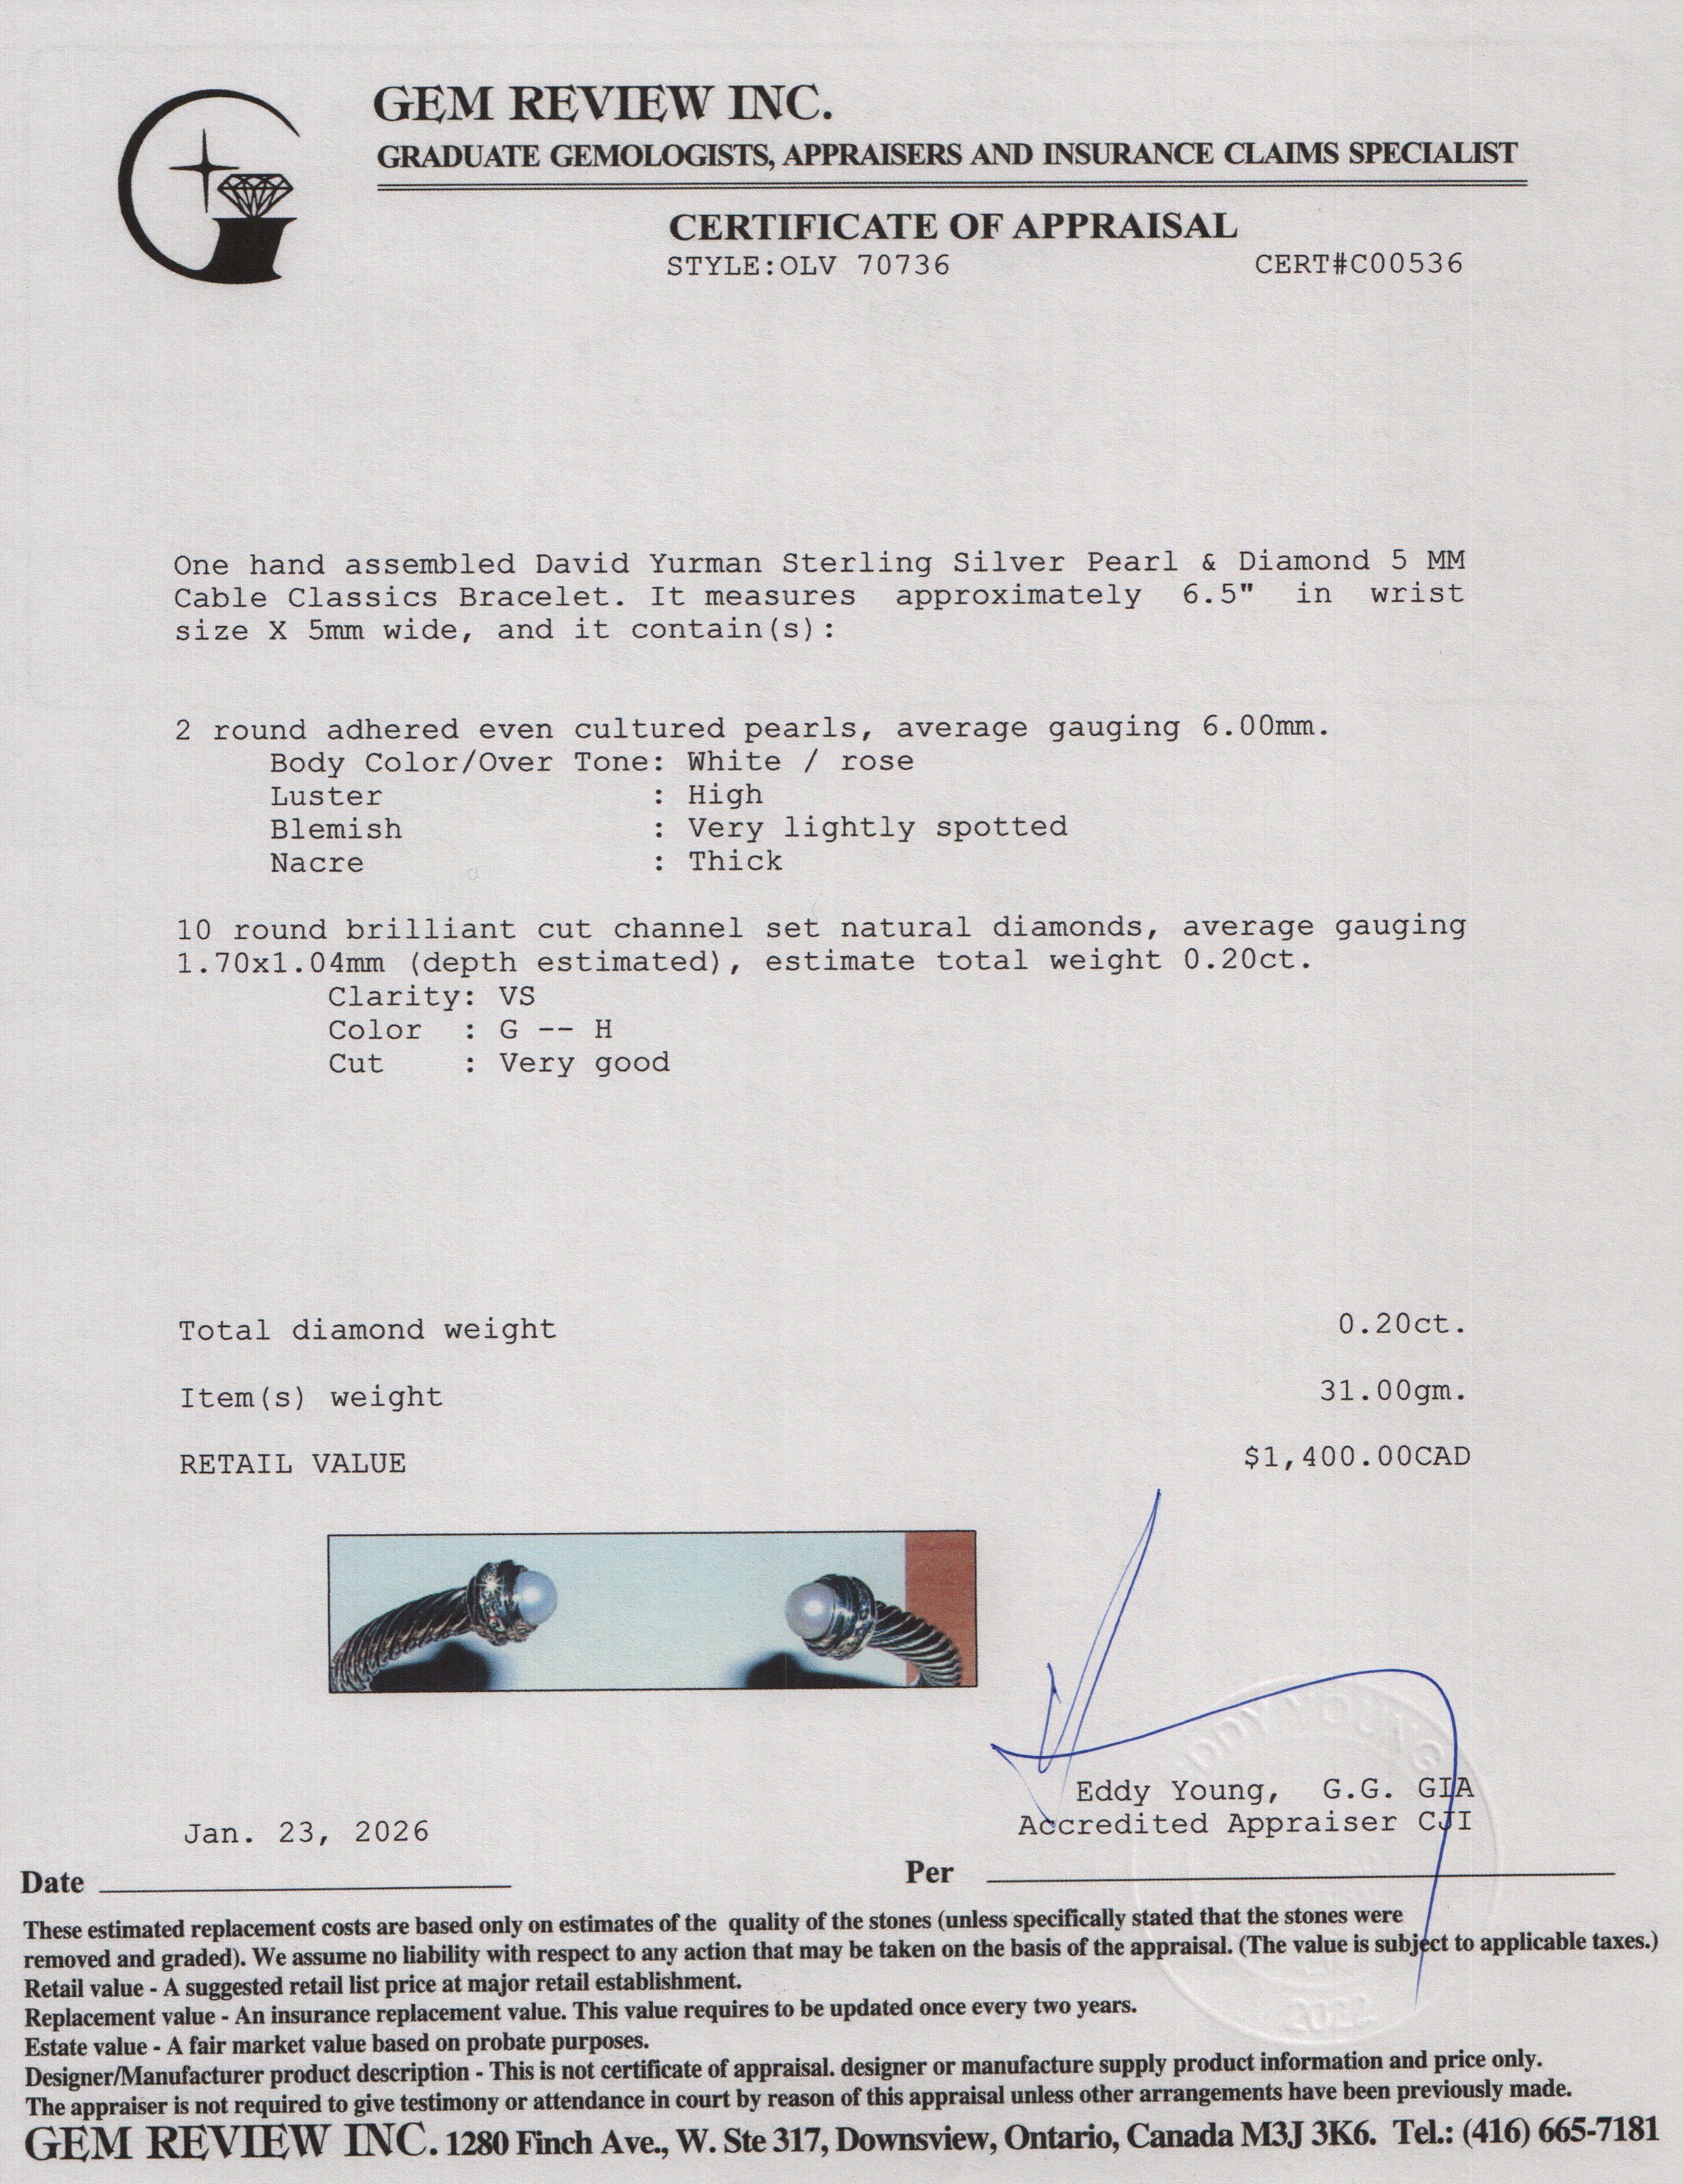 GEM REVIEW INC.
GRADUATE GEMOLOGISTS, APPRAISERS AND INSURANCE CLAIMS SPECIALIST
CERTIFICATE OF APPRAISAL
STYLE:OLV 70736 CERT#C00536
One hand assembled David Yurman Sterling Silver Pearl & Diamond 5 MM
Cable Classics Bracelet. It measures approximately 6.5" in wrist
size X 5mm wide, and it contain(s):
2 round adhered even cultured pearls, average gauging 6.00mm.
Body Color/Over Tone: White / rose
Luster : High
Blemish : Very lightly spotted
Nacre : Thick
10 round brilliant cut channel set natural diamonds, average gauging
1.70x1.04mm (depth estimated), estimate total weight 0.20ct.
Clarity: VS
Color : G -- H
Cut : Very good
Total diamond weight 0.20ct.
Item(s) weight 31.00gm.
RETAIL VALUE $1,400.00CAD
EDDY YOUNG
Eddy Young, G.G. GIA
Accredited Appraiser CJI
Jan. 23, 2026
Date Per
These estimated replacement costs are based only on estimates of the quality of the stones (unless specifically stated that the stones were
removed and graded). We assume no liability with respect to any action that may be taken on the basis of the appraisal. (The value is subject to applicable taxes.)
Retail value - A suggested retail list price at major retail establishment.
Replacement value - An insurance replacement value. This value requires to be updated once every two years.
Estate value - A fair market value based on probate purposes.
Designer/Manufacturer product description - This is not certificate of appraisal. designer or manufacture supply product information and price only.
The appraiser is not required to give testimony or attendance in court by reason of this appraisal unless other arrangements have been previously made.
GEM REVIEW INC. 1280 Finch Ave., W. Ste 317, Downsview, Ontario, Canada M3J 3K6. Tel.: (416) 665-7181